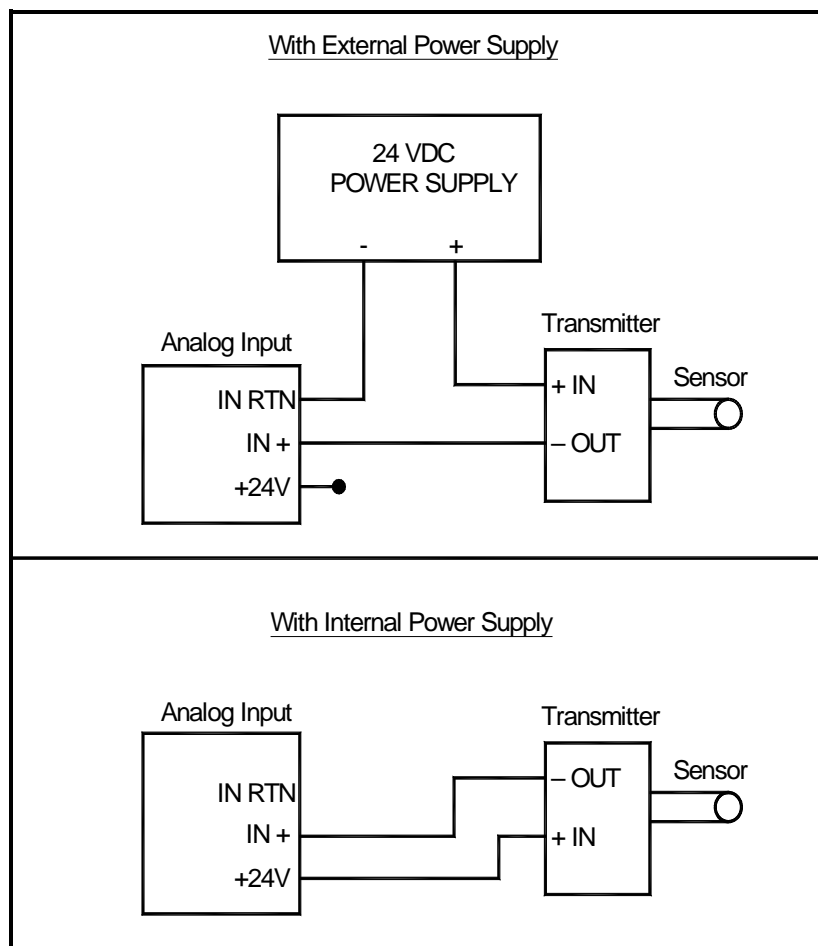 With External Power Supply
24 VDC
POWER SUPPLY
- +
Analog Input
IN RTN
IN +
+24V
Transmitter
+ IN
– OUT
Sensor
With Internal Power Supply
Analog Input
IN RTN
IN +
+24V
Transmitter
– OUT
+ IN
Sensor